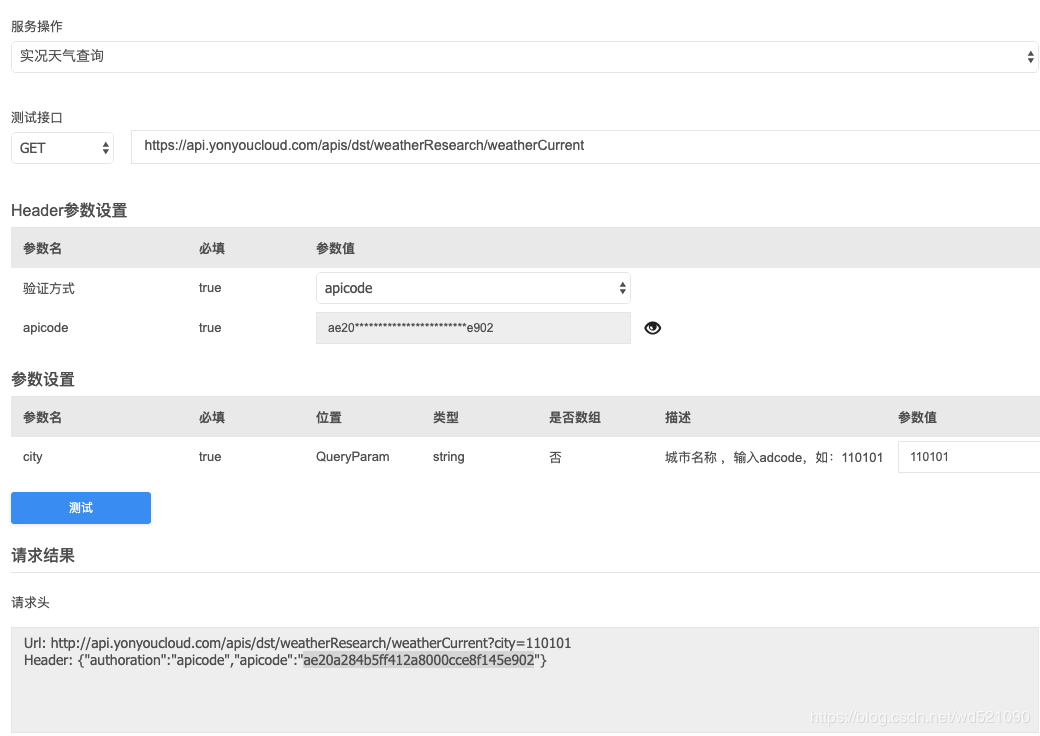 服务操作
实况天气查询
测试接口
GET https://api.yonyoucloud.com/apis/dst/weatherResearch/weatherCurrent
Header参数设置
参数名 必填 参数值
验证方式 true apicode
apicode true ae20************************e902
参数设置
参数名 必填 位置 类型 是否数组 描述 参数值
city true QueryParam string 否 城市名称 ，输入adcode，如：110101 110101
测试
请求结果
请求头
Url: http://api.yonyoucloud.com/apis/dst/weatherResearch/weatherCurrent?city=110101
Header: {"authoration":"apicode","apicode":"ae20a284b5ff412a8000cce8f145e902"}
https://blog.csdn.net/wd521090